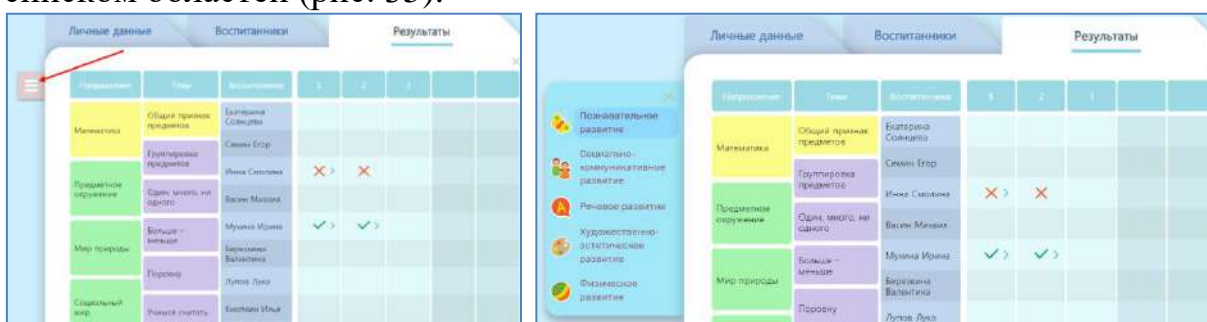 списком областей (рис. 33).
Личные данные
Воспитанники
Результаты
Направление
Тема
Воспитанники
1
2
3
Математика
Общий признак
предметов
Екатерина
Солнцева
Группировка
предметов
Семин Егор
Инна Смолина
Предметное
окружение
Один, много, ни
одного
Васин Михаил
Больше –
меньше
Мухина Ирина
Мир природы
Березкина
Валентина
Поровну
Лупов Лука
Социальный
мир
Учимся считать
Илья
Личные данные
Воспитанники
Результаты
Познавательное
развитие
Социально-
коммуникативное
развитие
Речевое развитие
Художественно-
эстетическое
развитие
Физическое
развитие
Направление
Тема
Воспитанники
1
2
3
Математика
Общий признак
предметов
Екатерина
Солнцева
Группировка
предметов
Семин Егор
Инна Смолина
Предметное
окружение
Один, много, ни
одного
Васин Михаил
Больше –
меньше
Мухина Ирина
Мир природы
Березкина
Валентина
Поровну
Лупов Лука